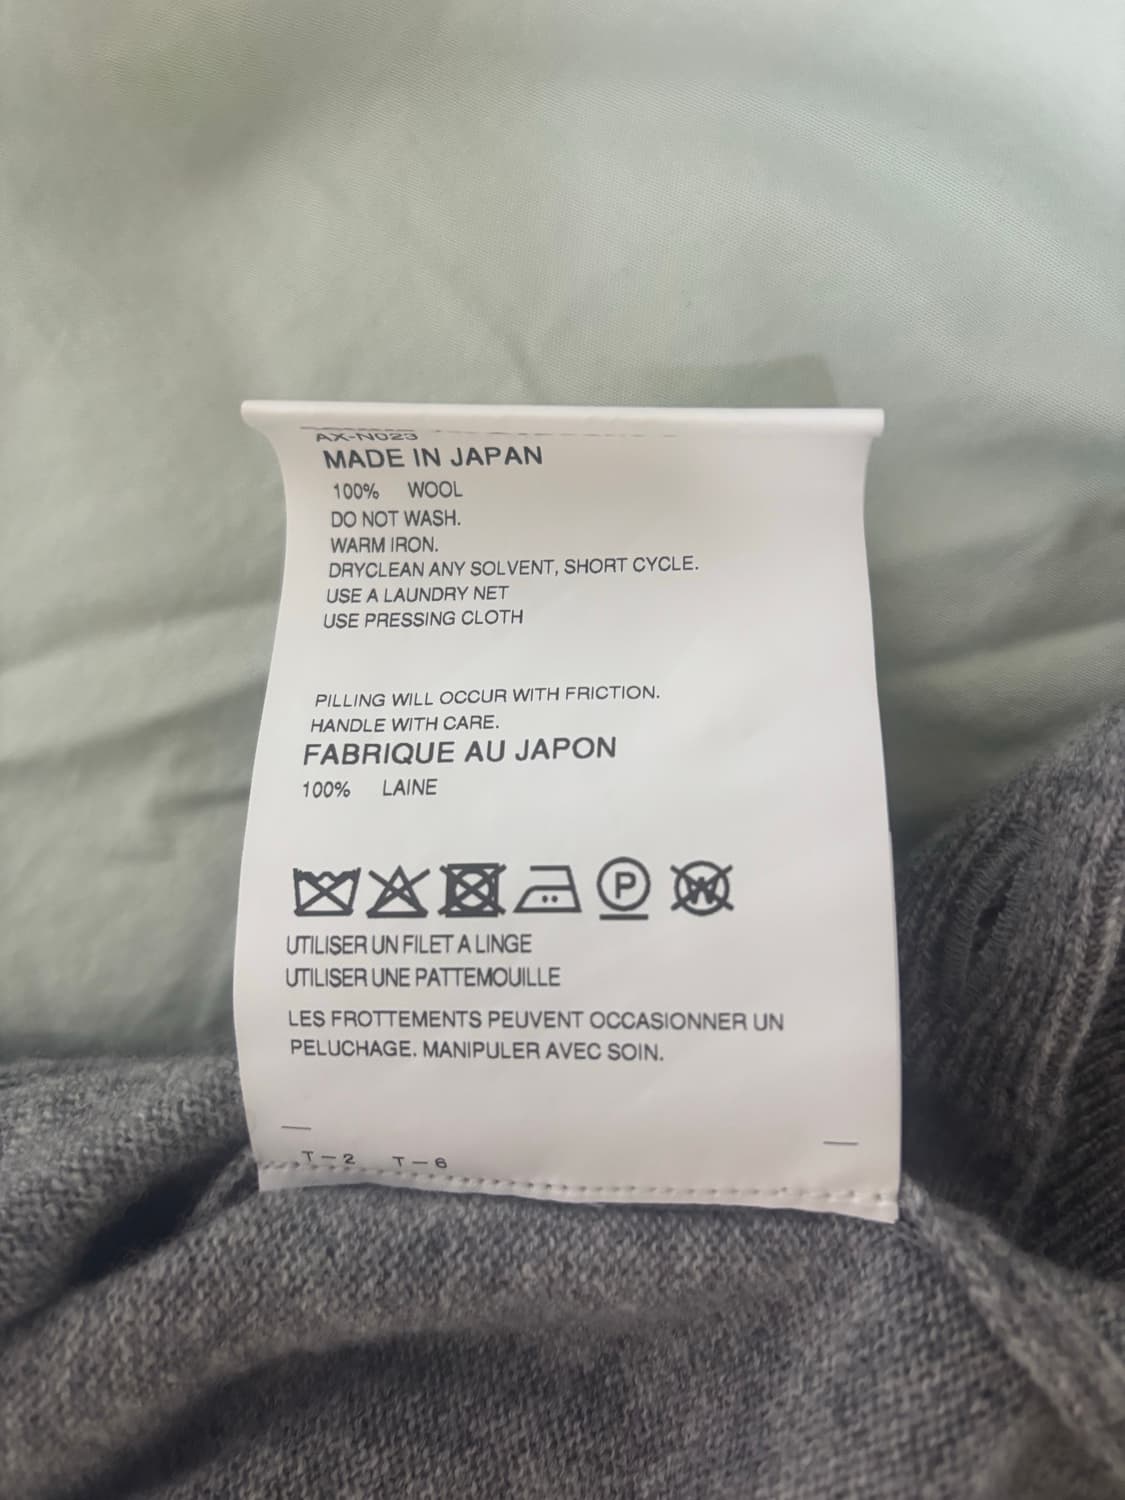 AX-N023
MADE IN JAPAN
100% WOOL
DO NOT WASH.
WARM IRON.
DRYCLEAN ANY SOLVENT, SHORT CYCLE.
USE A LAUNDRY NET
USE PRESSING CLOTH
PILLING WILL OCCUR WITH FRICTION.
HANDLE WITH CARE.
FABRIQUE AU JAPON
100% LAINE
P W
UTILISER UN FILET A LINGE
UTILISER UNE PATTEMOUILLE
LES FROTTEMENTS PEUVENT OCCASIONNER UN
PELUCHAGE. MANIPULER AVEC SOIN.
T-2 T-6